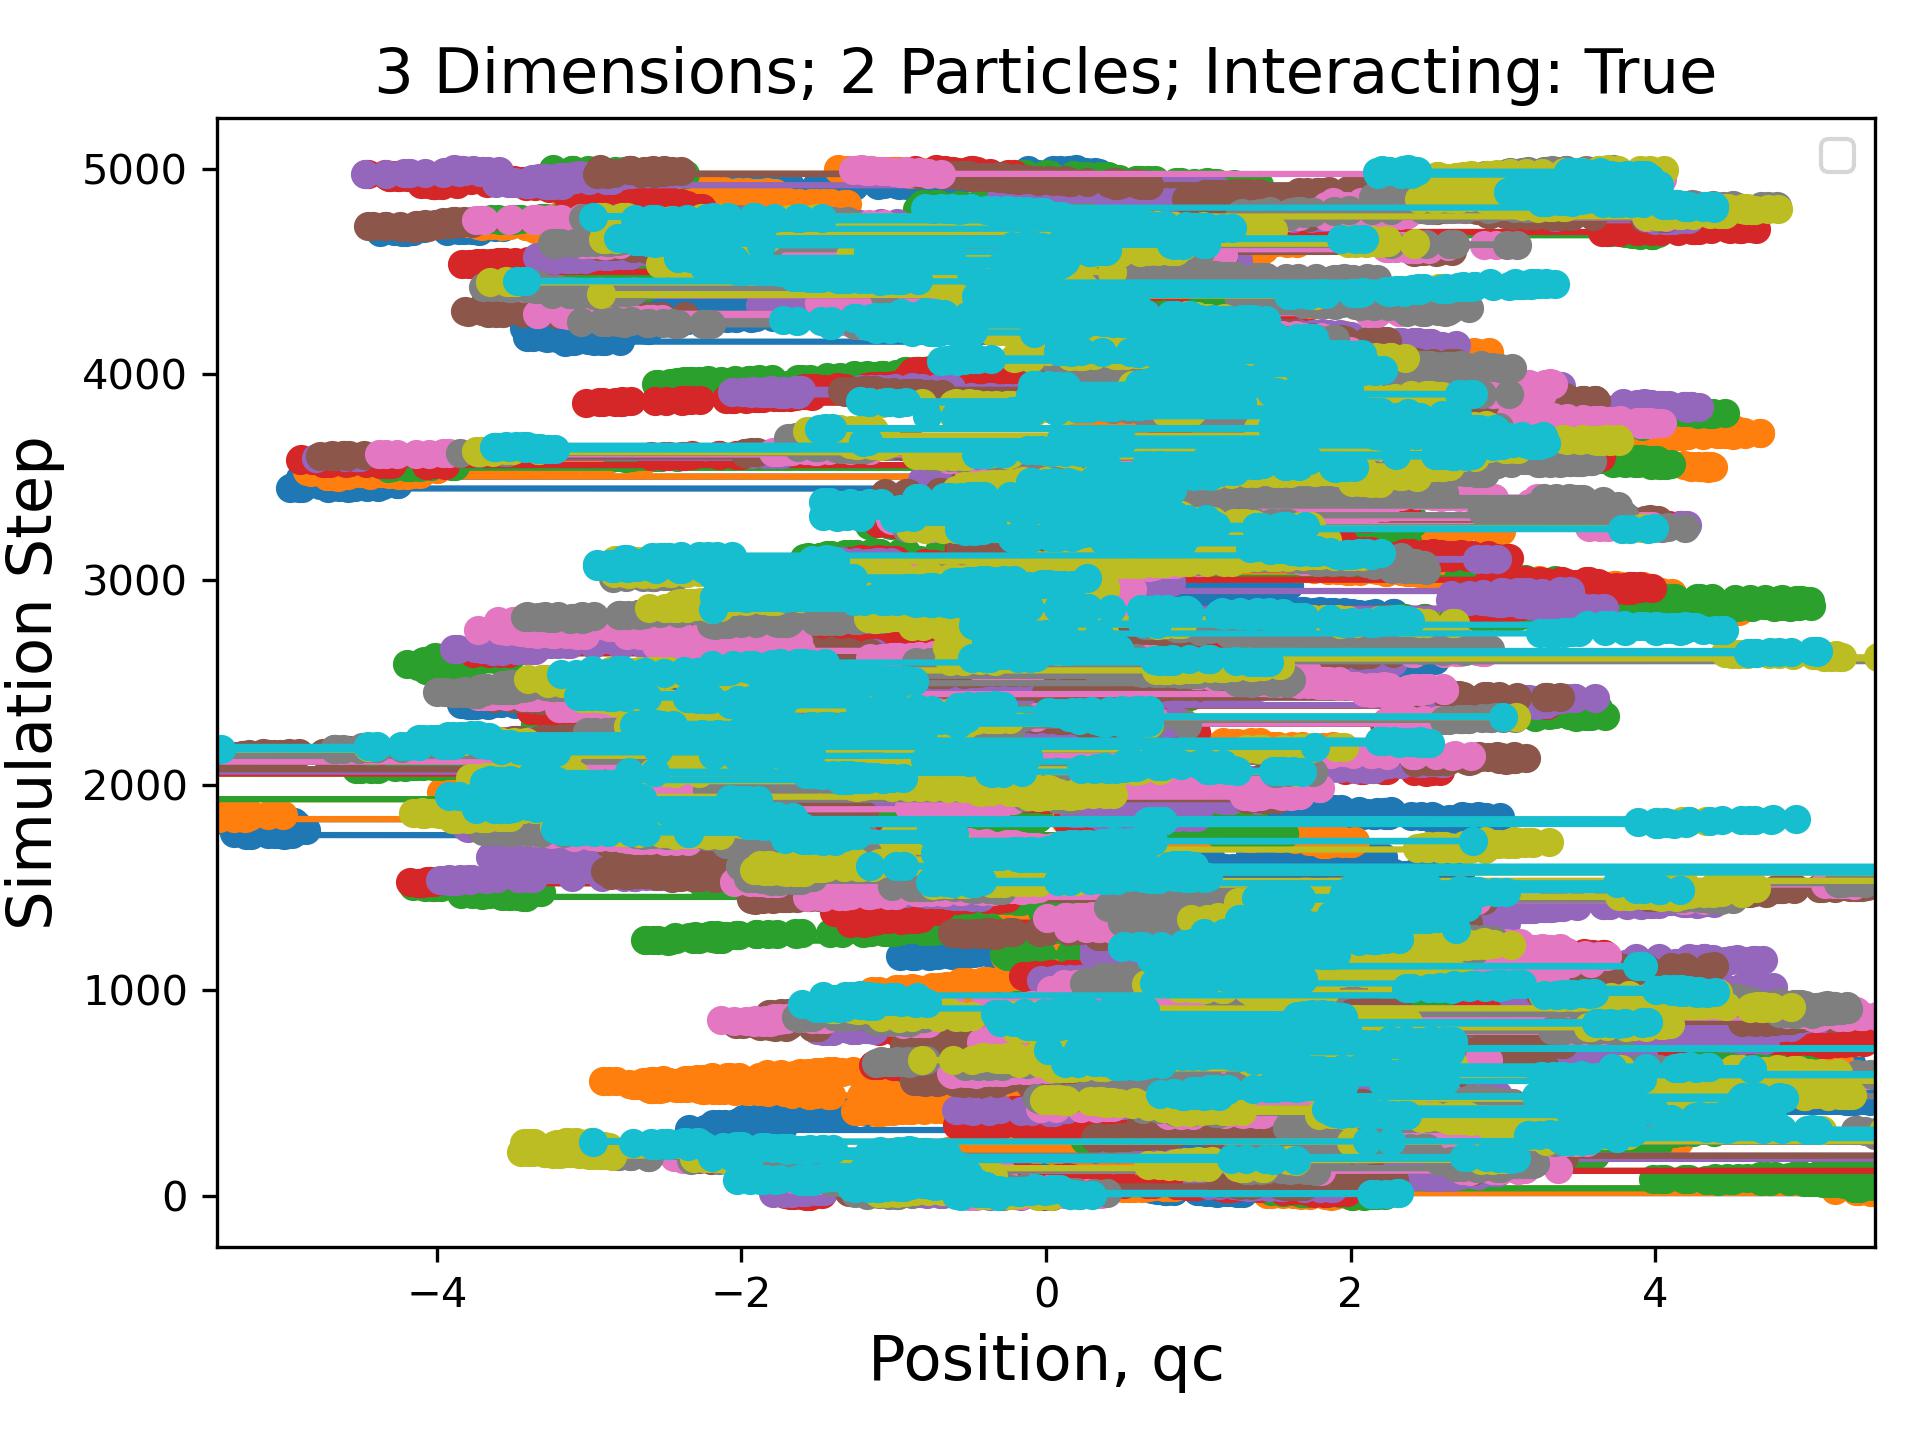 3 Dimensions; 2 Particles; Interacting: True
5000
4000
3000
2000
1000
0
Simulation Step
−4 −2 0 2 4
Position, qc